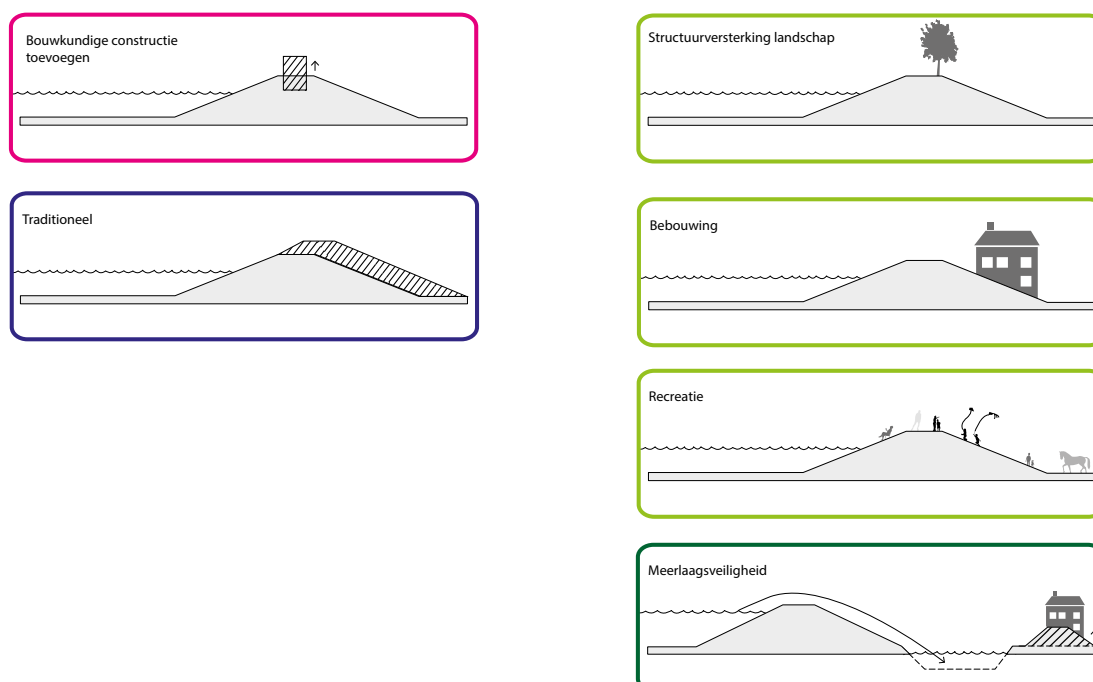 Bouwkundige constructie
toevoegen
Traditioneel
Structuurversterking landschap
Bebouwing
Recreatie
Meerlaagsveiligheid